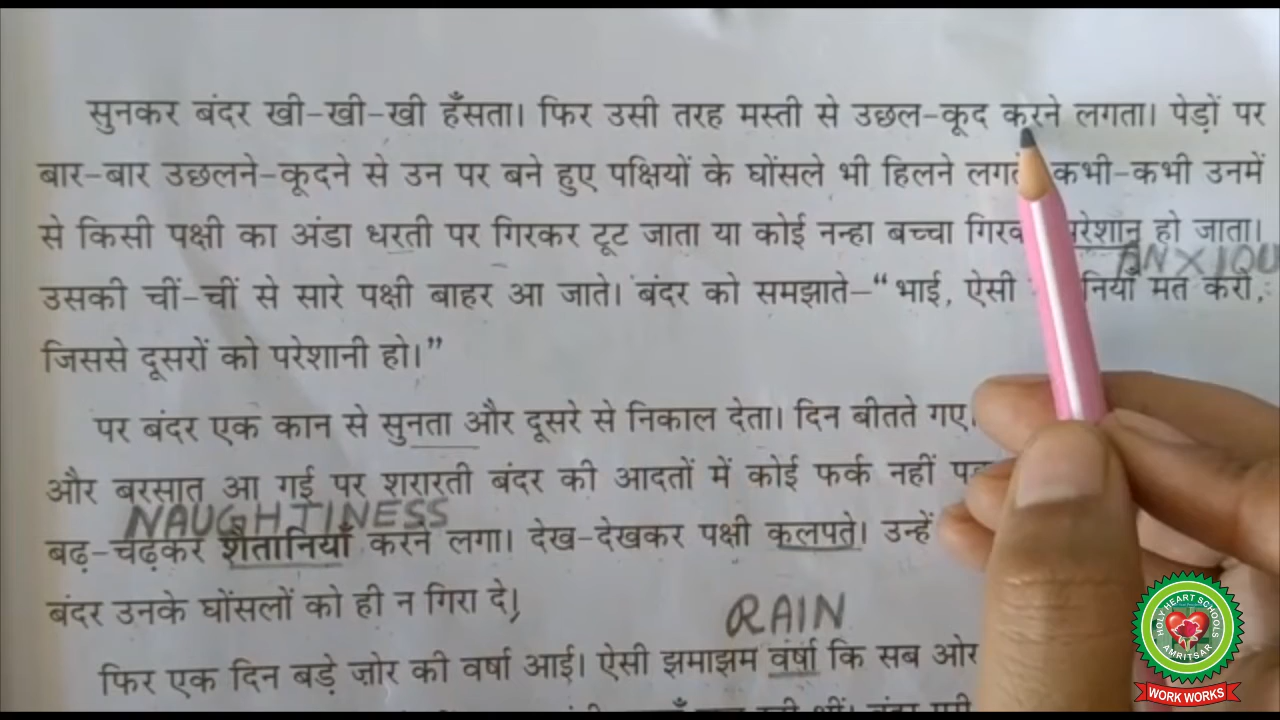 सुनकर बंदर खी-खी-खी हँसता। फिर उसी तरह मस्ती से उछल-कूद करने लगता। पेड़ों पर
बार-बार उछलने-कूदने से उन पर बने हुए पक्षियों के घोंसले भी हिलने कभी-कभी उनमें
से किसी पक्षी का अंडा धरती पर गिरकर टूट जाता या कोई नन्हा बच्चा हो जाता।
ANXIOU
उसकी चीं-चीं से सारे पक्षी बाहर आ जाते। बंदर को समझाते–“भाई, ऐसी मत करो,
जिससे दूसरों को परेशानी हो।”
पर बंदर एक कान से सुनता और दूसरे से निकाल देता। दिन बीतते गए।
और बरसात आ गई पर शरारती बंदर की आदतों में कोई फर्क नहीं
NAUGHTINESS
बढ़-चढ़कर शैतानियाँ करने लगा। देख-देखकर पक्षी कलपते। उन्हें
बंदर उनके घोंसलों को ही न गिरा दे।
RAIN
फिर एक दिन बड़े ज़ोर की वर्षा आई। ऐसी झमाझम वर्षा कि सब ओर
HOLY HEART SCHOOLS
AMRITSAR
WORK WORKS